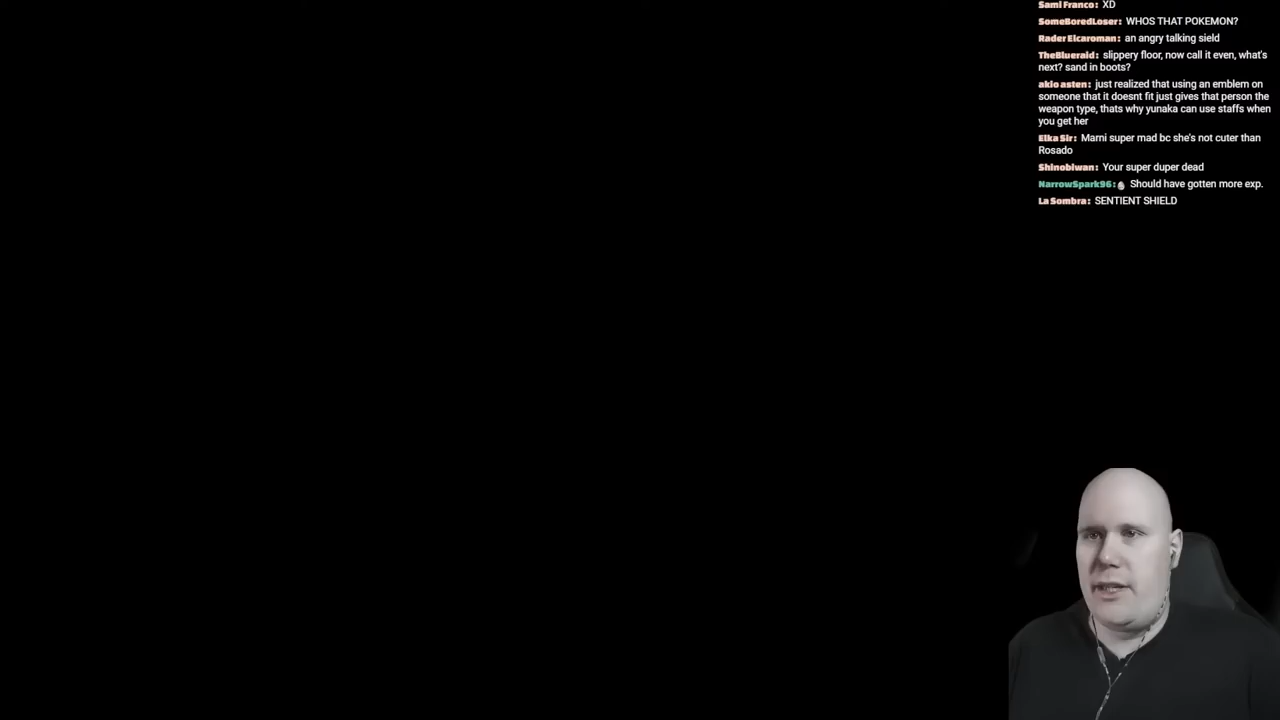 Sami Franco: XD
SomeBoredLoser: WHOS THAT POKEMON?
Rader Elcaroman: an angry talking sield
TheBlueraid: slippery floor, now call it even, what's
next? sand in boots?
akio asten: just realized that using an emblem on
someone that it doesnt fit just gives that person the
weapon type, thats why yunaka can use staffs when
you get her
Elka Sir: Marni super mad bc she's not cuter than
Rosado
Shinobiwan: Your super duper dead
NarrowSpark96: Should have gotten more exp.
La Sombra: SENTIENT SHIELD